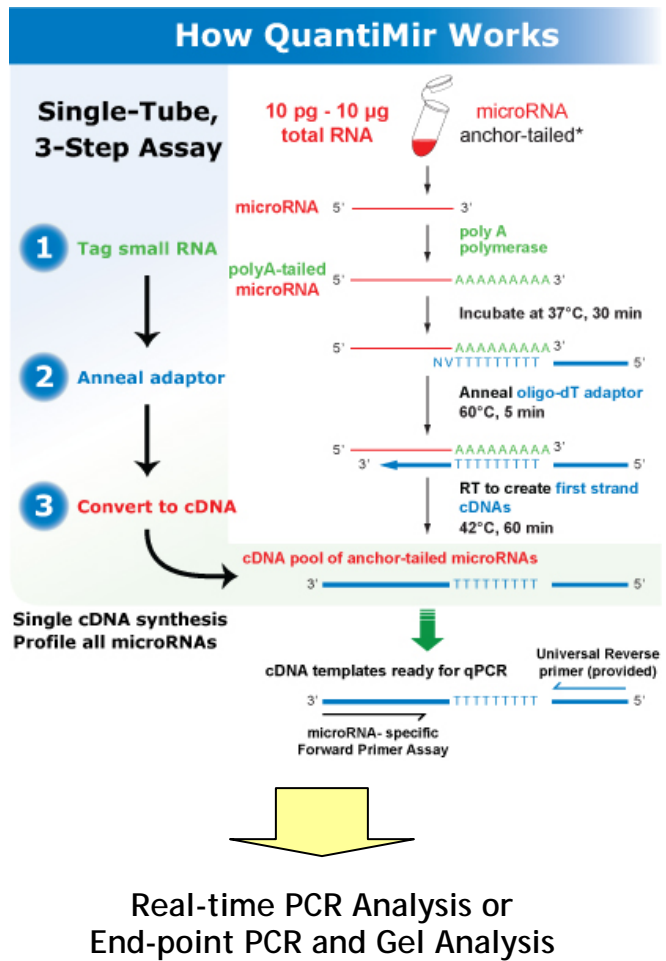 How QuantiMir Works
Single-Tube,
3-Step Assay
10 pg - 10 µg
total RNA
microRNA
anchor-tailed*
microRNA 5' 3'
1 Tag small RNA
poly A
polymerase
polyA-tailed
microRNA
5' AAAAAAAAA 3'
Incubate at 37°C, 30 min
5' AAAAAAAAA 3'
NVTTTTTTTTT 5'
2 Anneal adaptor
Anneal oligo-dT adaptor
60°C, 5 min
5' AAAAAAAAA 3'
3' TTTTTTTTT 5'
3 Convert to cDNA
RT to create first strand
cDNAs
42°C, 60 min
cDNA pool of anchor-tailed microRNAs
3' TTTTTTTTT 5'
Single cDNA synthesis
Profile all microRNAs
cDNA templates ready for qPCR
Universal Reverse
primer (provided)
3' TTTTTTTTT 5'
microRNA- specific
Forward Primer Assay
Real-time PCR Analysis or
End-point PCR and Gel Analysis